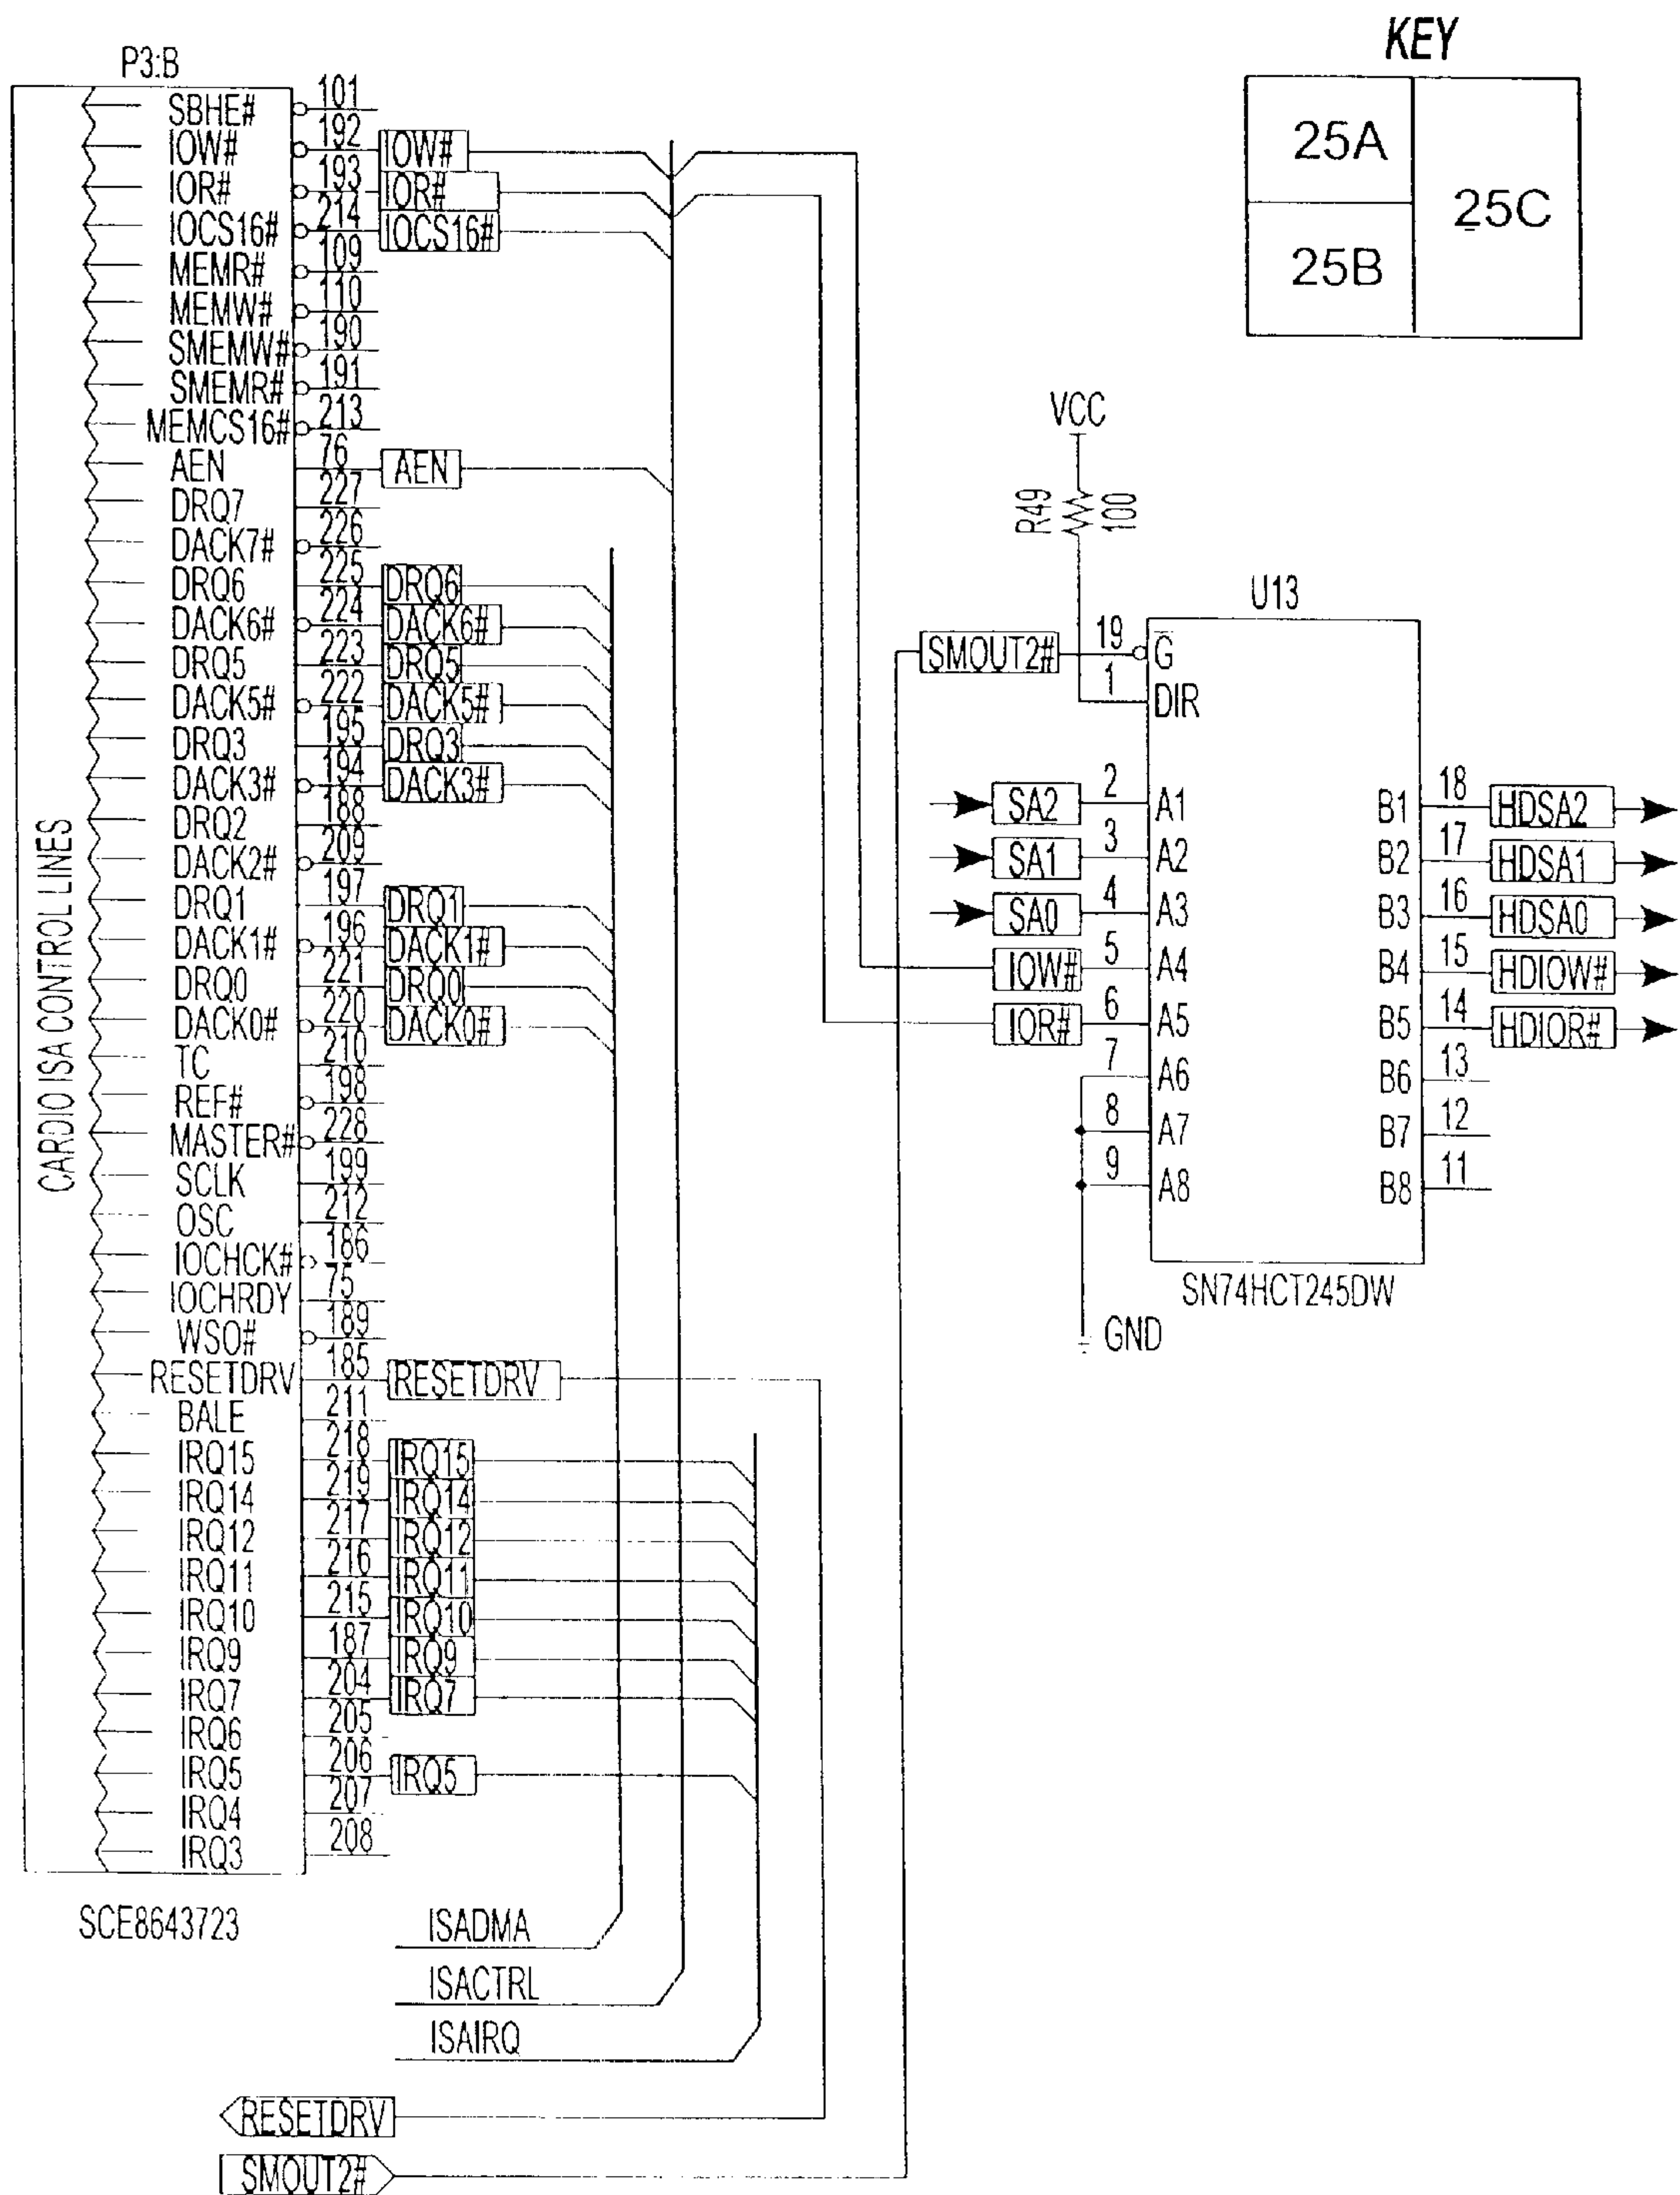 KEY
25A
25B
25C
P3:B
CARDIO ISA CONTROL LINES
SBHE# 101
IOW# 192 IOW#
IOR# 193 IOR#
IOCS16# 214 IOCS16#
MEMR# 109
MEMW# 110
SMEMW# 190
SMEMR# 191
MEMCS16# 213
AEN 76 AEN
DRQ7 227
DACK7# 226
DRQ6 225 DRQ6
DACK6# 224 DACK6#
DRQ5 223 DRQ5
DACK5# 222 DACK5#
DRQ3 195 DRQ3
DACK3# 194 DACK3#
DRQ2 188
DACK2# 209
DRQ1 197 DRQ1
DACK1# 196 DACK1#
DRQ0 221 DRQ0
DACK0# 220 DACK0#
TC 210
REF# 198
MASTER# 228
SCLK 199
OSC 212
IOCHCK# 186
IOCHRDY 75
WSO# 189
RESETDRV 185 RESETDRV
BALE 211
IRQ15 218 IRQ15
IRQ14 219 IRQ14
IRQ12 217 IRQ12
IRQ11 216 IRQ11
IRQ10 215 IRQ10
IRQ9 187 IRQ9
IRQ7 204 IRQ7
IRQ6 205
IRQ5 206 IRQ5
IRQ4 207
IRQ3 208
SCE8643723
ISADMA
ISACTRL
ISAIRQ
RESETDRV
SMOUT2#
VCC
R49
100
U13
SMOUT2# 19 G
1 DIR
SA2 2 A1 B1 18 HDSA2
SA1 3 A2 B2 17 HDSA1
SA0 4 A3 B3 16 HDSA0
IOW# 5 A4 B4 15 HDIOW#
IOR# 6 A5 B5 14 HDIOR#
7 A6 B6 13
8 A7 B7 12
9 A8 B8 11
SN74HCT245DW
GND